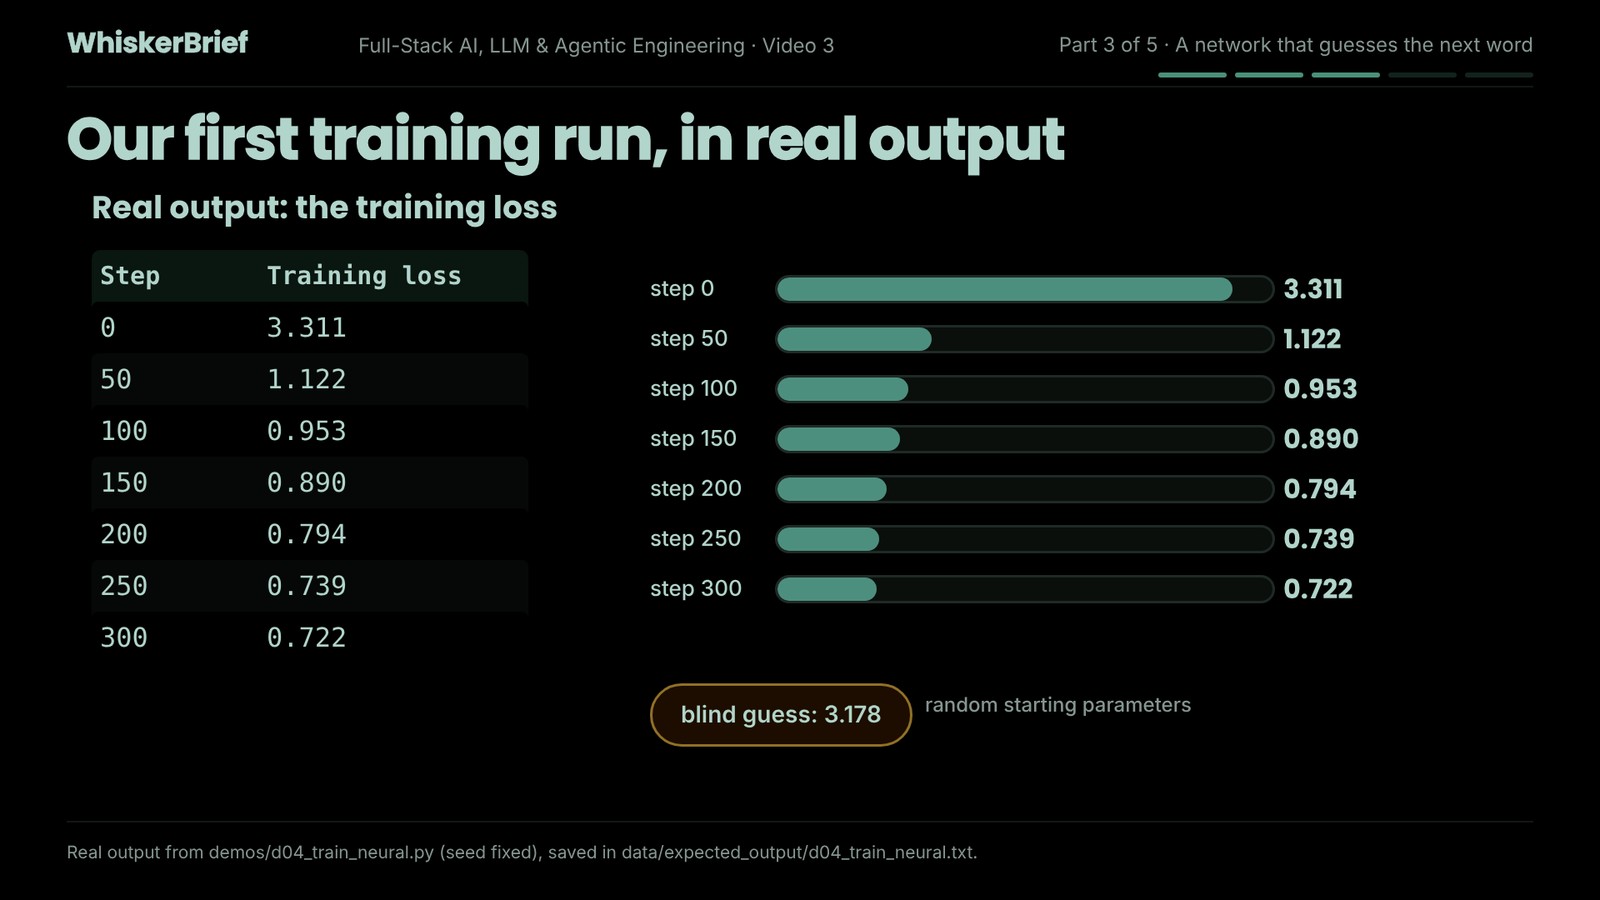 WhiskerBrief
Full-Stack AI, LLM & Agentic Engineering · Video 3
Part 3 of 5 · A network that guesses the next word
Our first training run, in real output
Real output: the training loss
Step Training loss
0 3.311
50 1.122
100 0.953
150 0.890
200 0.794
250 0.739
300 0.722
step 0 3.311
step 50 1.122
step 100 0.953
step 150 0.890
step 200 0.794
step 250 0.739
step 300 0.722
blind guess: 3.178
random starting parameters
Real output from demos/d04_train_neural.py (seed fixed), saved in data/expected_output/d04_train_neural.txt.